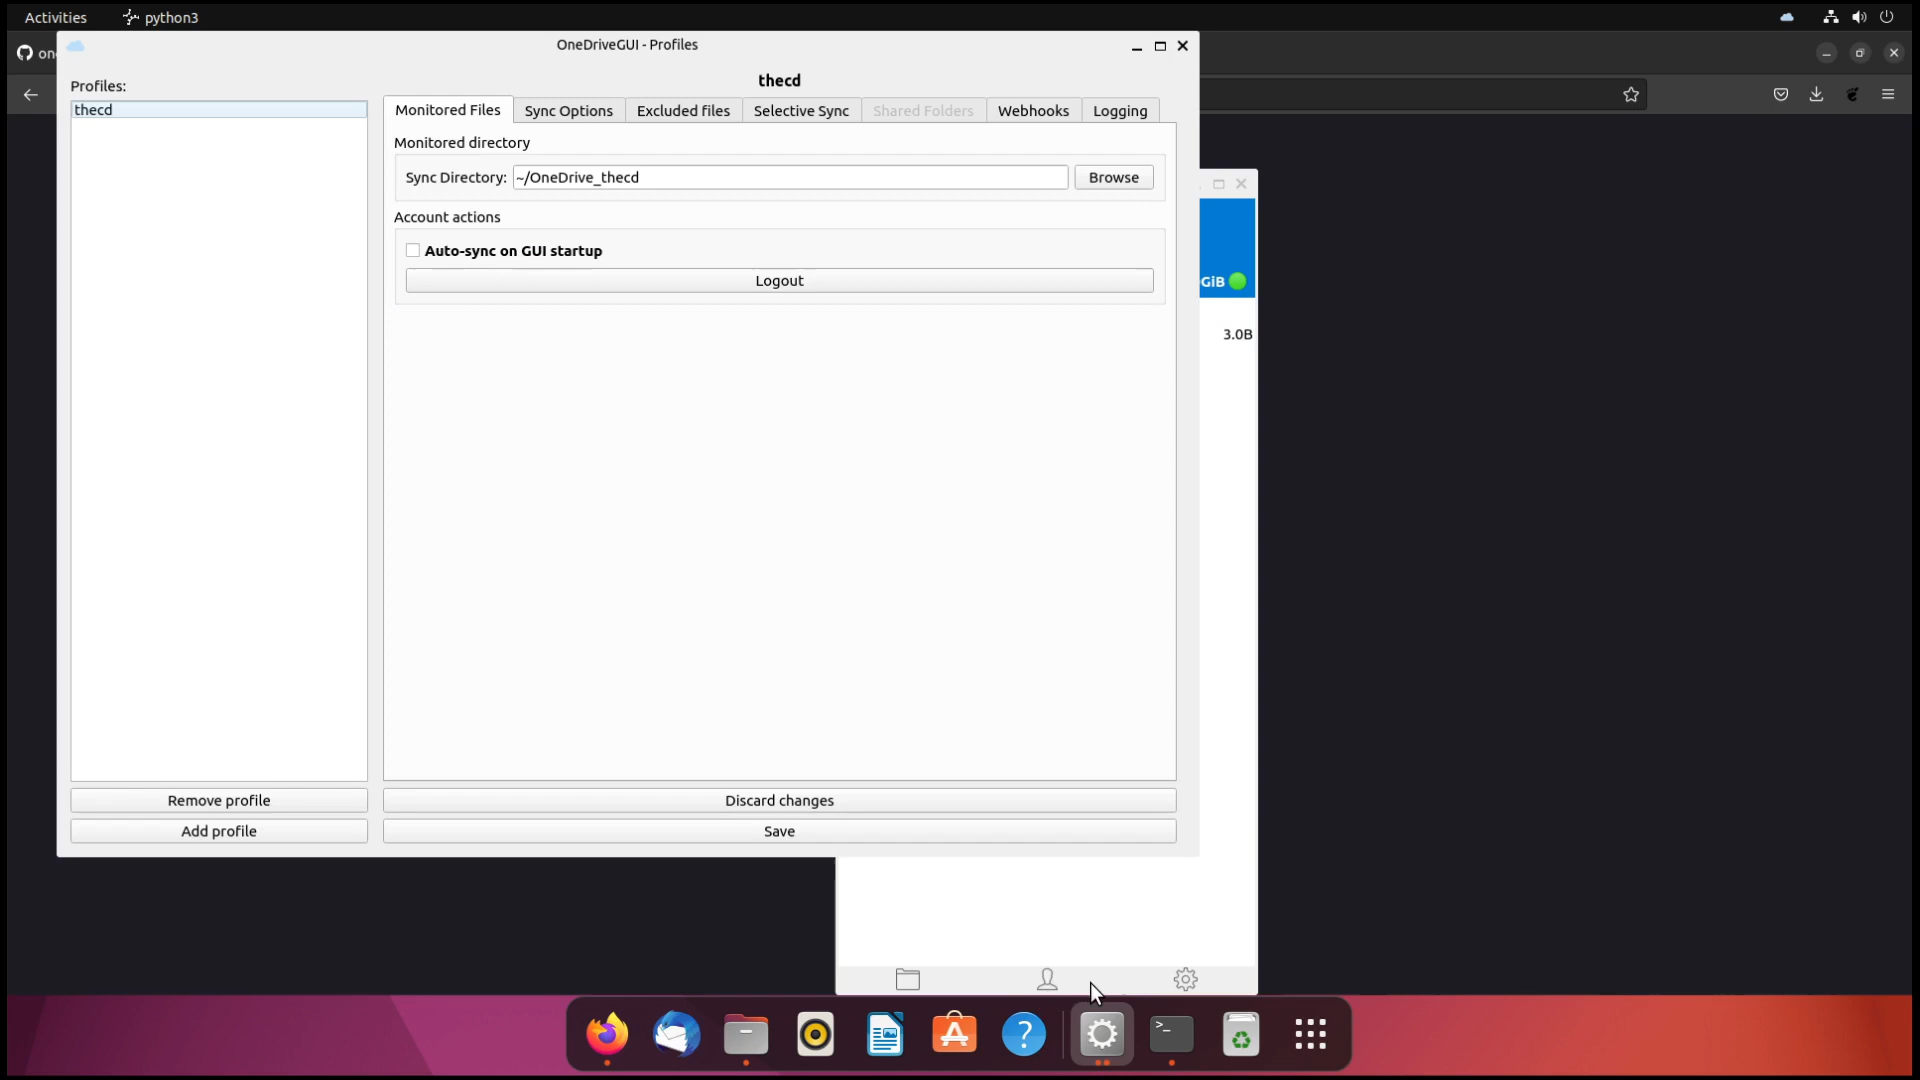 Activities python3
OneDriveGUI - Profiles
on
thecd
Profiles:
thecd
Monitored Files Sync Options Excluded files Selective Sync Shared Folders Webhooks Logging
Monitored directory
Sync Directory: ~/OneDrive_thecd Browse
Account actions
Auto-sync on GUI startup
Logout
GiB
3.0B
Remove profile Discard changes
Add profile Save